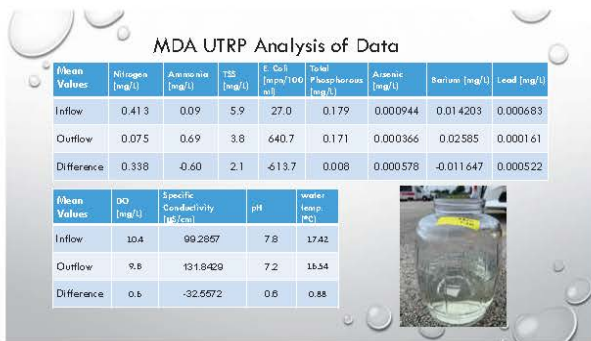 MDA UTRP Analysis of Data
Mean Values Nitrogen (mg/L) Ammonia (mg/L) TSS (mg/L) E. Coli (mpn/100 ml) Total Phosphorous (mg/L) Arsenic (mg/L) Barium (mg/L) Lead (mg/L)
Inflow 0.413 0.09 5.9 27.0 0.179 0.000944 0.014203 0.000683
Outflow 0.075 0.69 3.8 640.7 0.171 0.000366 0.02585 0.000161
Difference 0.338 -0.60 2.1 -613.7 0.008 0.000578 -0.011647 0.000522
Mean Values DO (mg/L) Specific Conductivity (µS/cm) pH water temp. (°C)
Inflow 10.4 99.2857 7.8 17.42
Outflow 9.8 131.8429 7.2 16.54
Difference 0.6 -32.5572 0.6 0.88